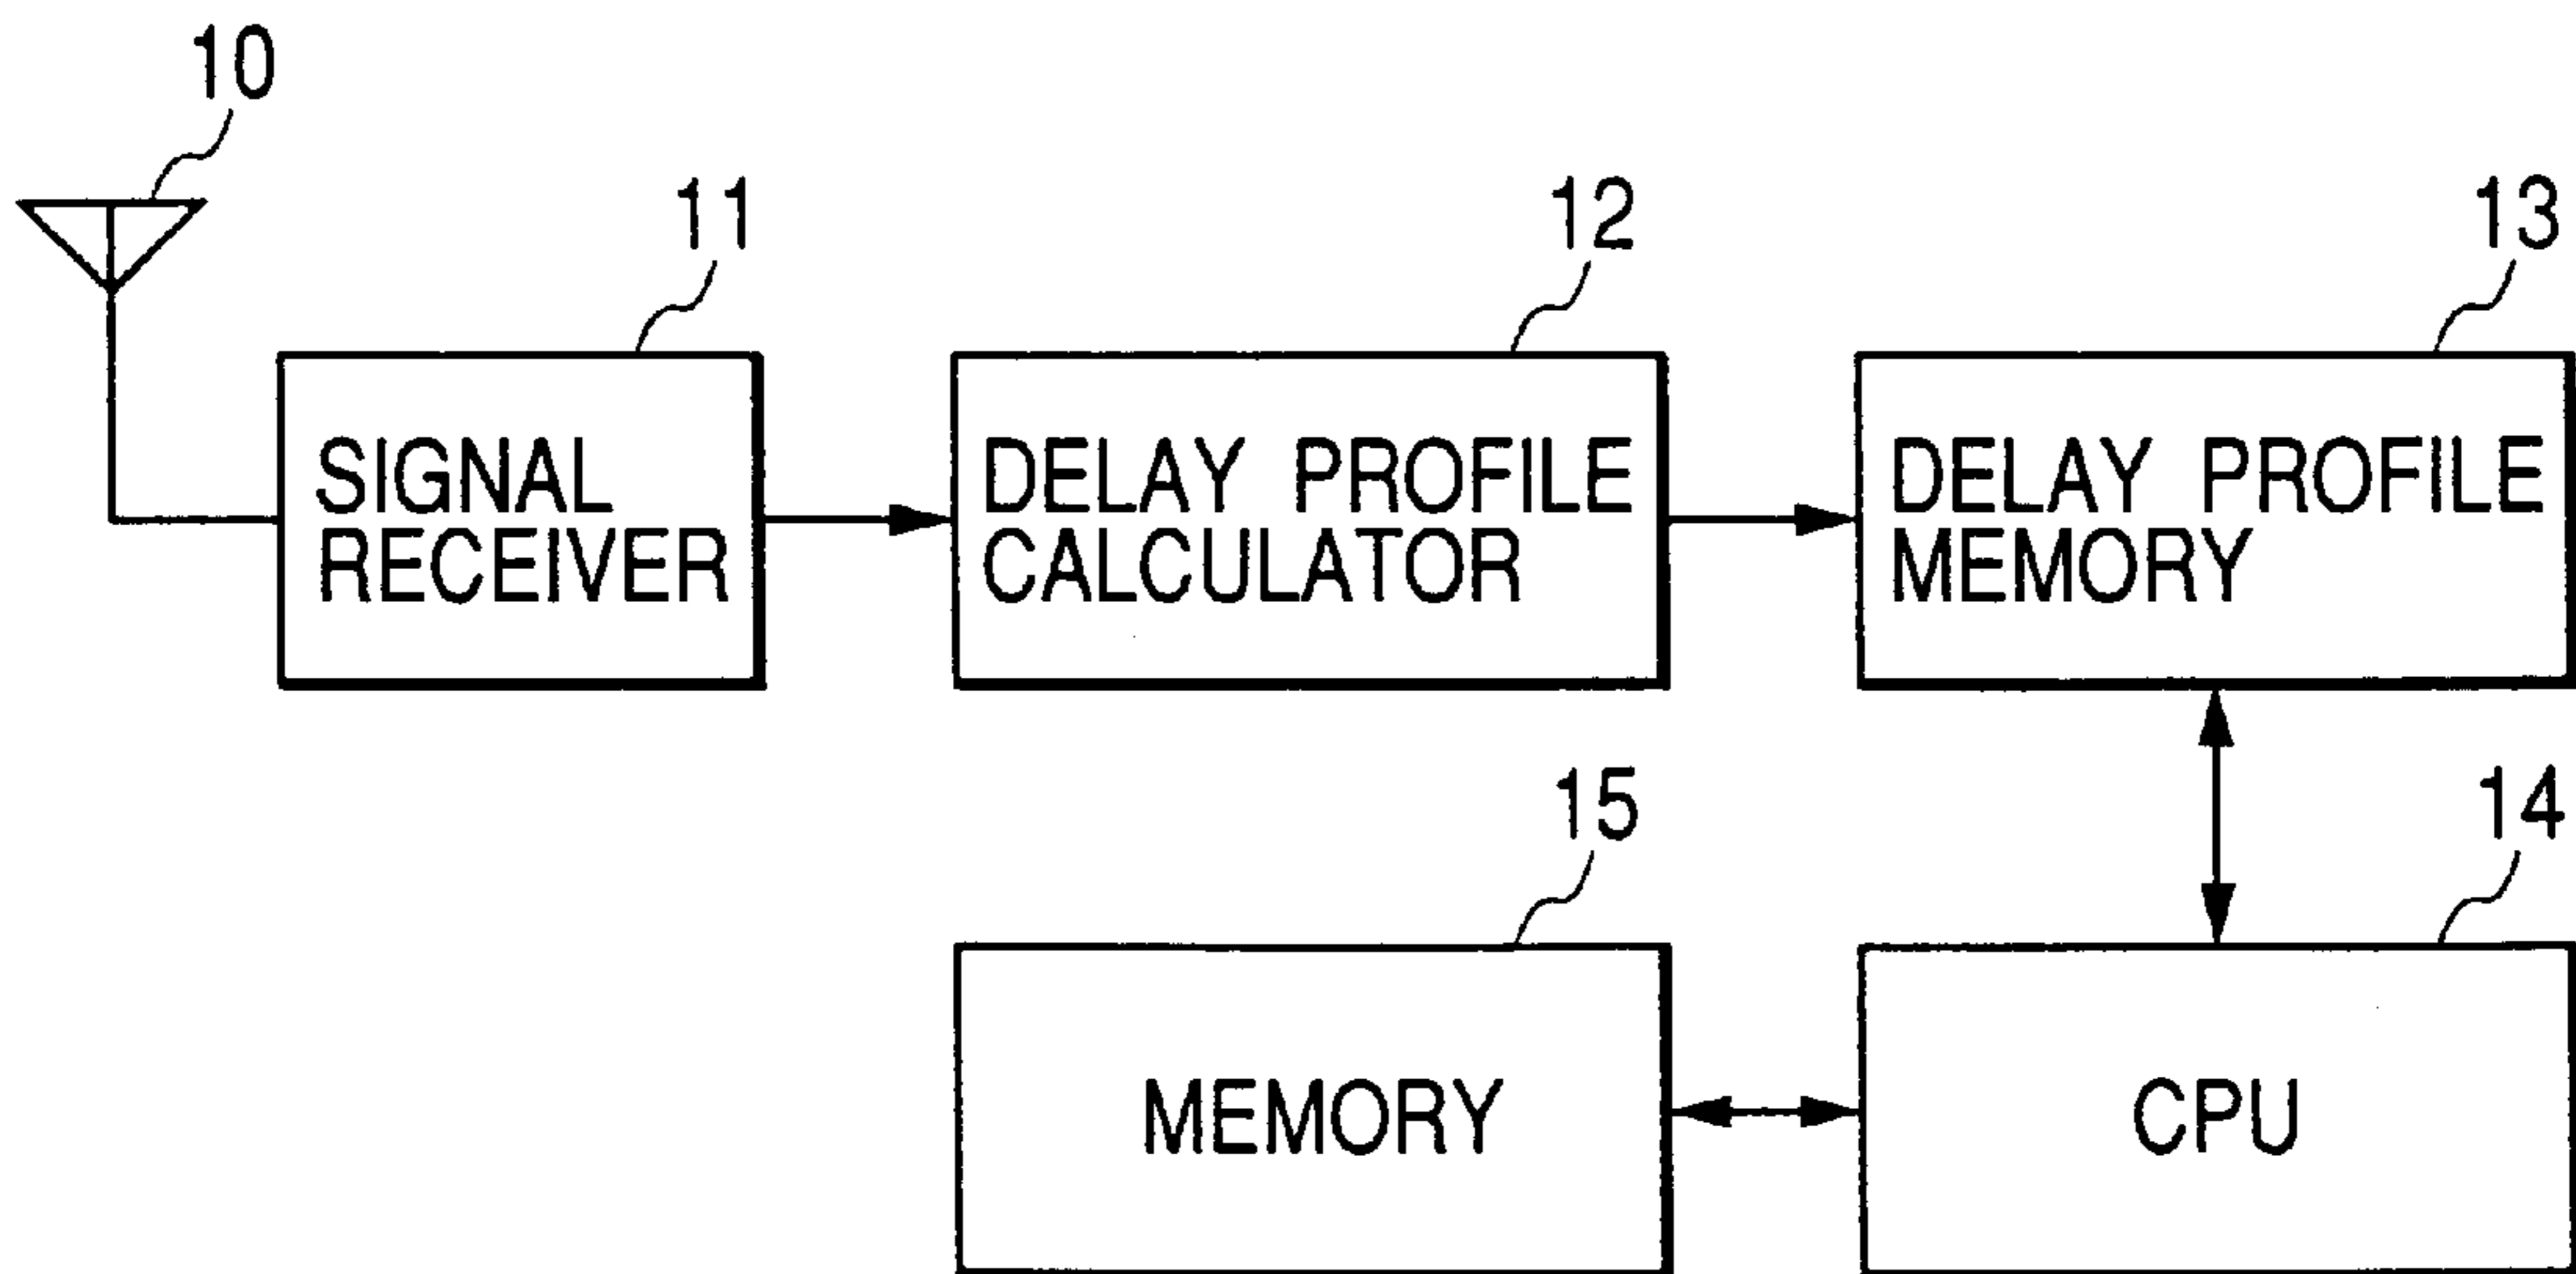 10
11
12
13
SIGNAL
RECEIVER
DELAY PROFILE
CALCULATOR
DELAY PROFILE
MEMORY
15
14
MEMORY
CPU